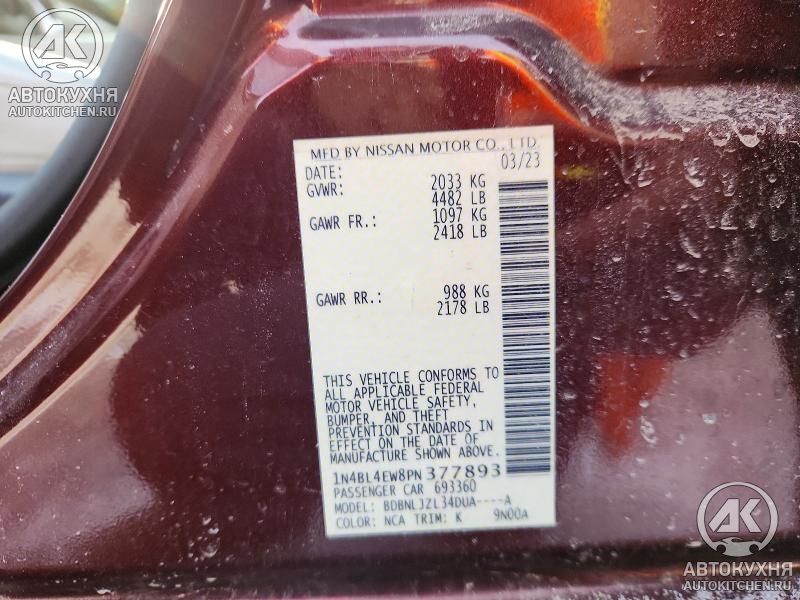 AK
АВТОКУХНЯ
AUTOKITCHEN.RU
MFD BY NISSAN MOTOR CO., LTD.
DATE: 03/23
GVWR: 2033 KG
4482 LB
GAWR FR.: 1097 KG
2418 LB
GAWR RR.: 988 KG
2178 LB
THIS VEHICLE CONFORMS TO
ALL APPLICABLE FEDERAL
MOTOR VEHICLE SAFETY,
BUMPER, AND THEFT
PREVENTION STANDARDS IN
EFFECT ON THE DATE OF
MANUFACTURE SHOWN ABOVE.
1N4BL4EW8PN377893
PASSENGER CAR 693360
MODEL: BDBNLJZL34DUA----A
COLOR: NCA TRIM: K 9N00A
AK
АВТОКУХНЯ
AUTOKITCHEN.RU